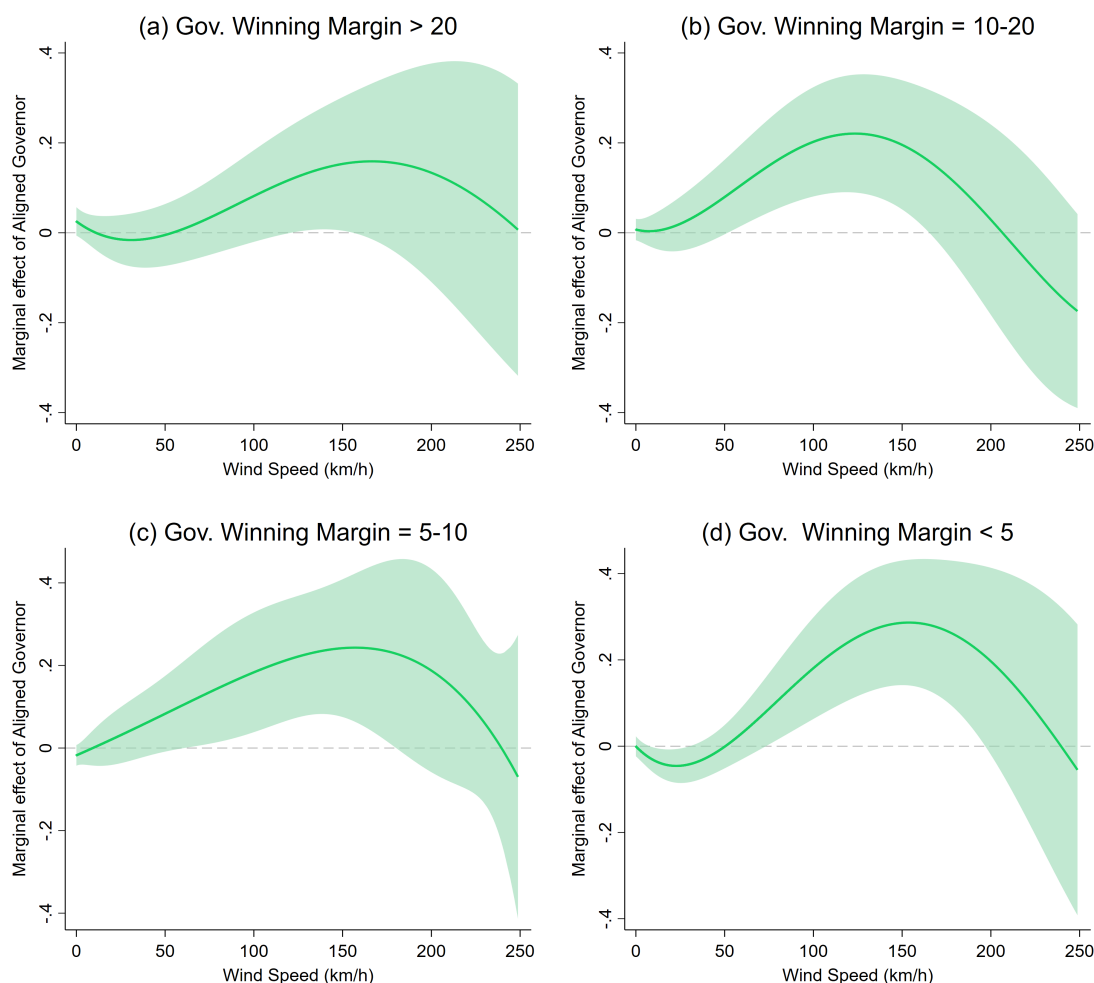 (a) Gov. Winning Margin > 20
Marginal effect of Aligned Governor
.4
.2
0
-.2
-.4
0 50 100 150 200 250
Wind Speed (km/h)
(b) Gov. Winning Margin = 10-20
Marginal effect of Aligned Governor
.4
.2
0
-.2
-.4
0 50 100 150 200 250
Wind Speed (km/h)
(c) Gov. Winning Margin = 5-10
Marginal effect of Aligned Governor
.4
.2
0
-.2
-.4
0 50 100 150 200 250
Wind Speed (km/h)
(d) Gov.  Winning Margin < 5
Marginal effect of Aligned Governor
.4
.2
0
-.2
-.4
0 50 100 150 200 250
Wind Speed (km/h)